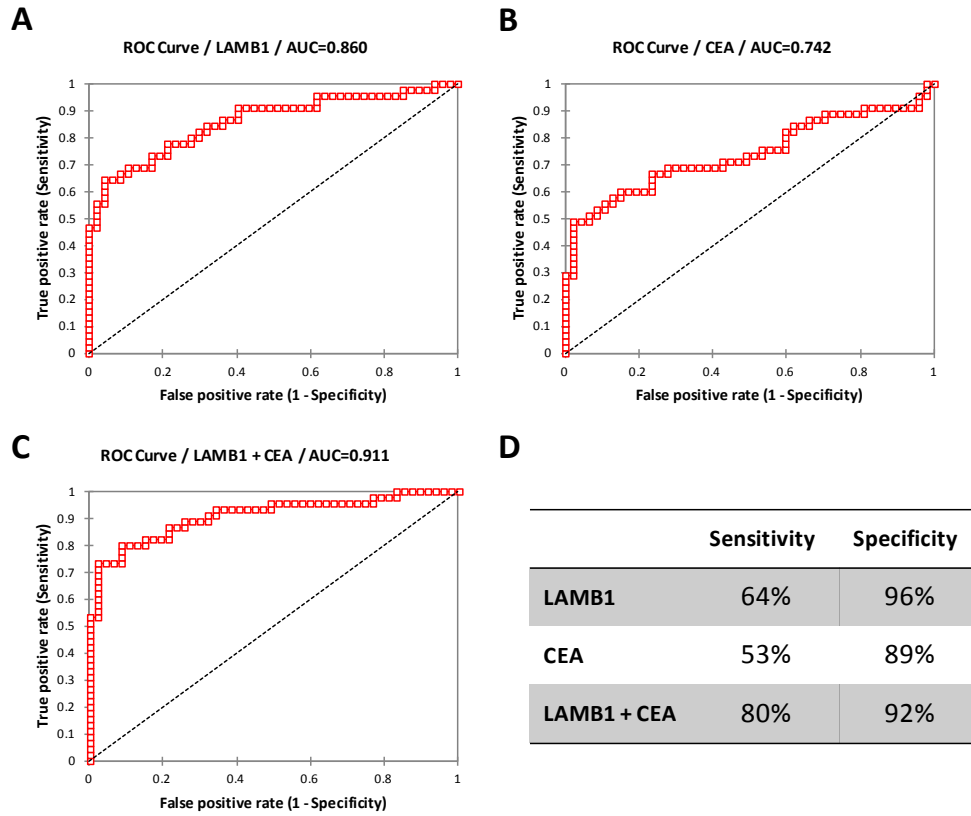 A
ROC Curve / LAMB1 / AUC=0.860
True positive rate (Sensitivity)
1
0.9
0.8
0.7
0.6
0.5
0.4
0.3
0.2
0.1
0
0 0.2 0.4 0.6 0.8 1
False positive rate (1 - Specificity)
B
ROC Curve / CEA / AUC=0.742
True positive rate (Sensitivity)
1
0.9
0.8
0.7
0.6
0.5
0.4
0.3
0.2
0.1
0
0 0.2 0.4 0.6 0.8 1
False positive rate (1 - Specificity)
C
ROC Curve / LAMB1 + CEA / AUC=0.911
True positive rate (Sensitivity)
1
0.9
0.8
0.7
0.6
0.5
0.4
0.3
0.2
0.1
0
0 0.2 0.4 0.6 0.8 1
False positive rate (1 - Specificity)
D
Sensitivity Specificity
LAMB1 64% 96%
CEA 53% 89%
LAMB1 + CEA 80% 92%